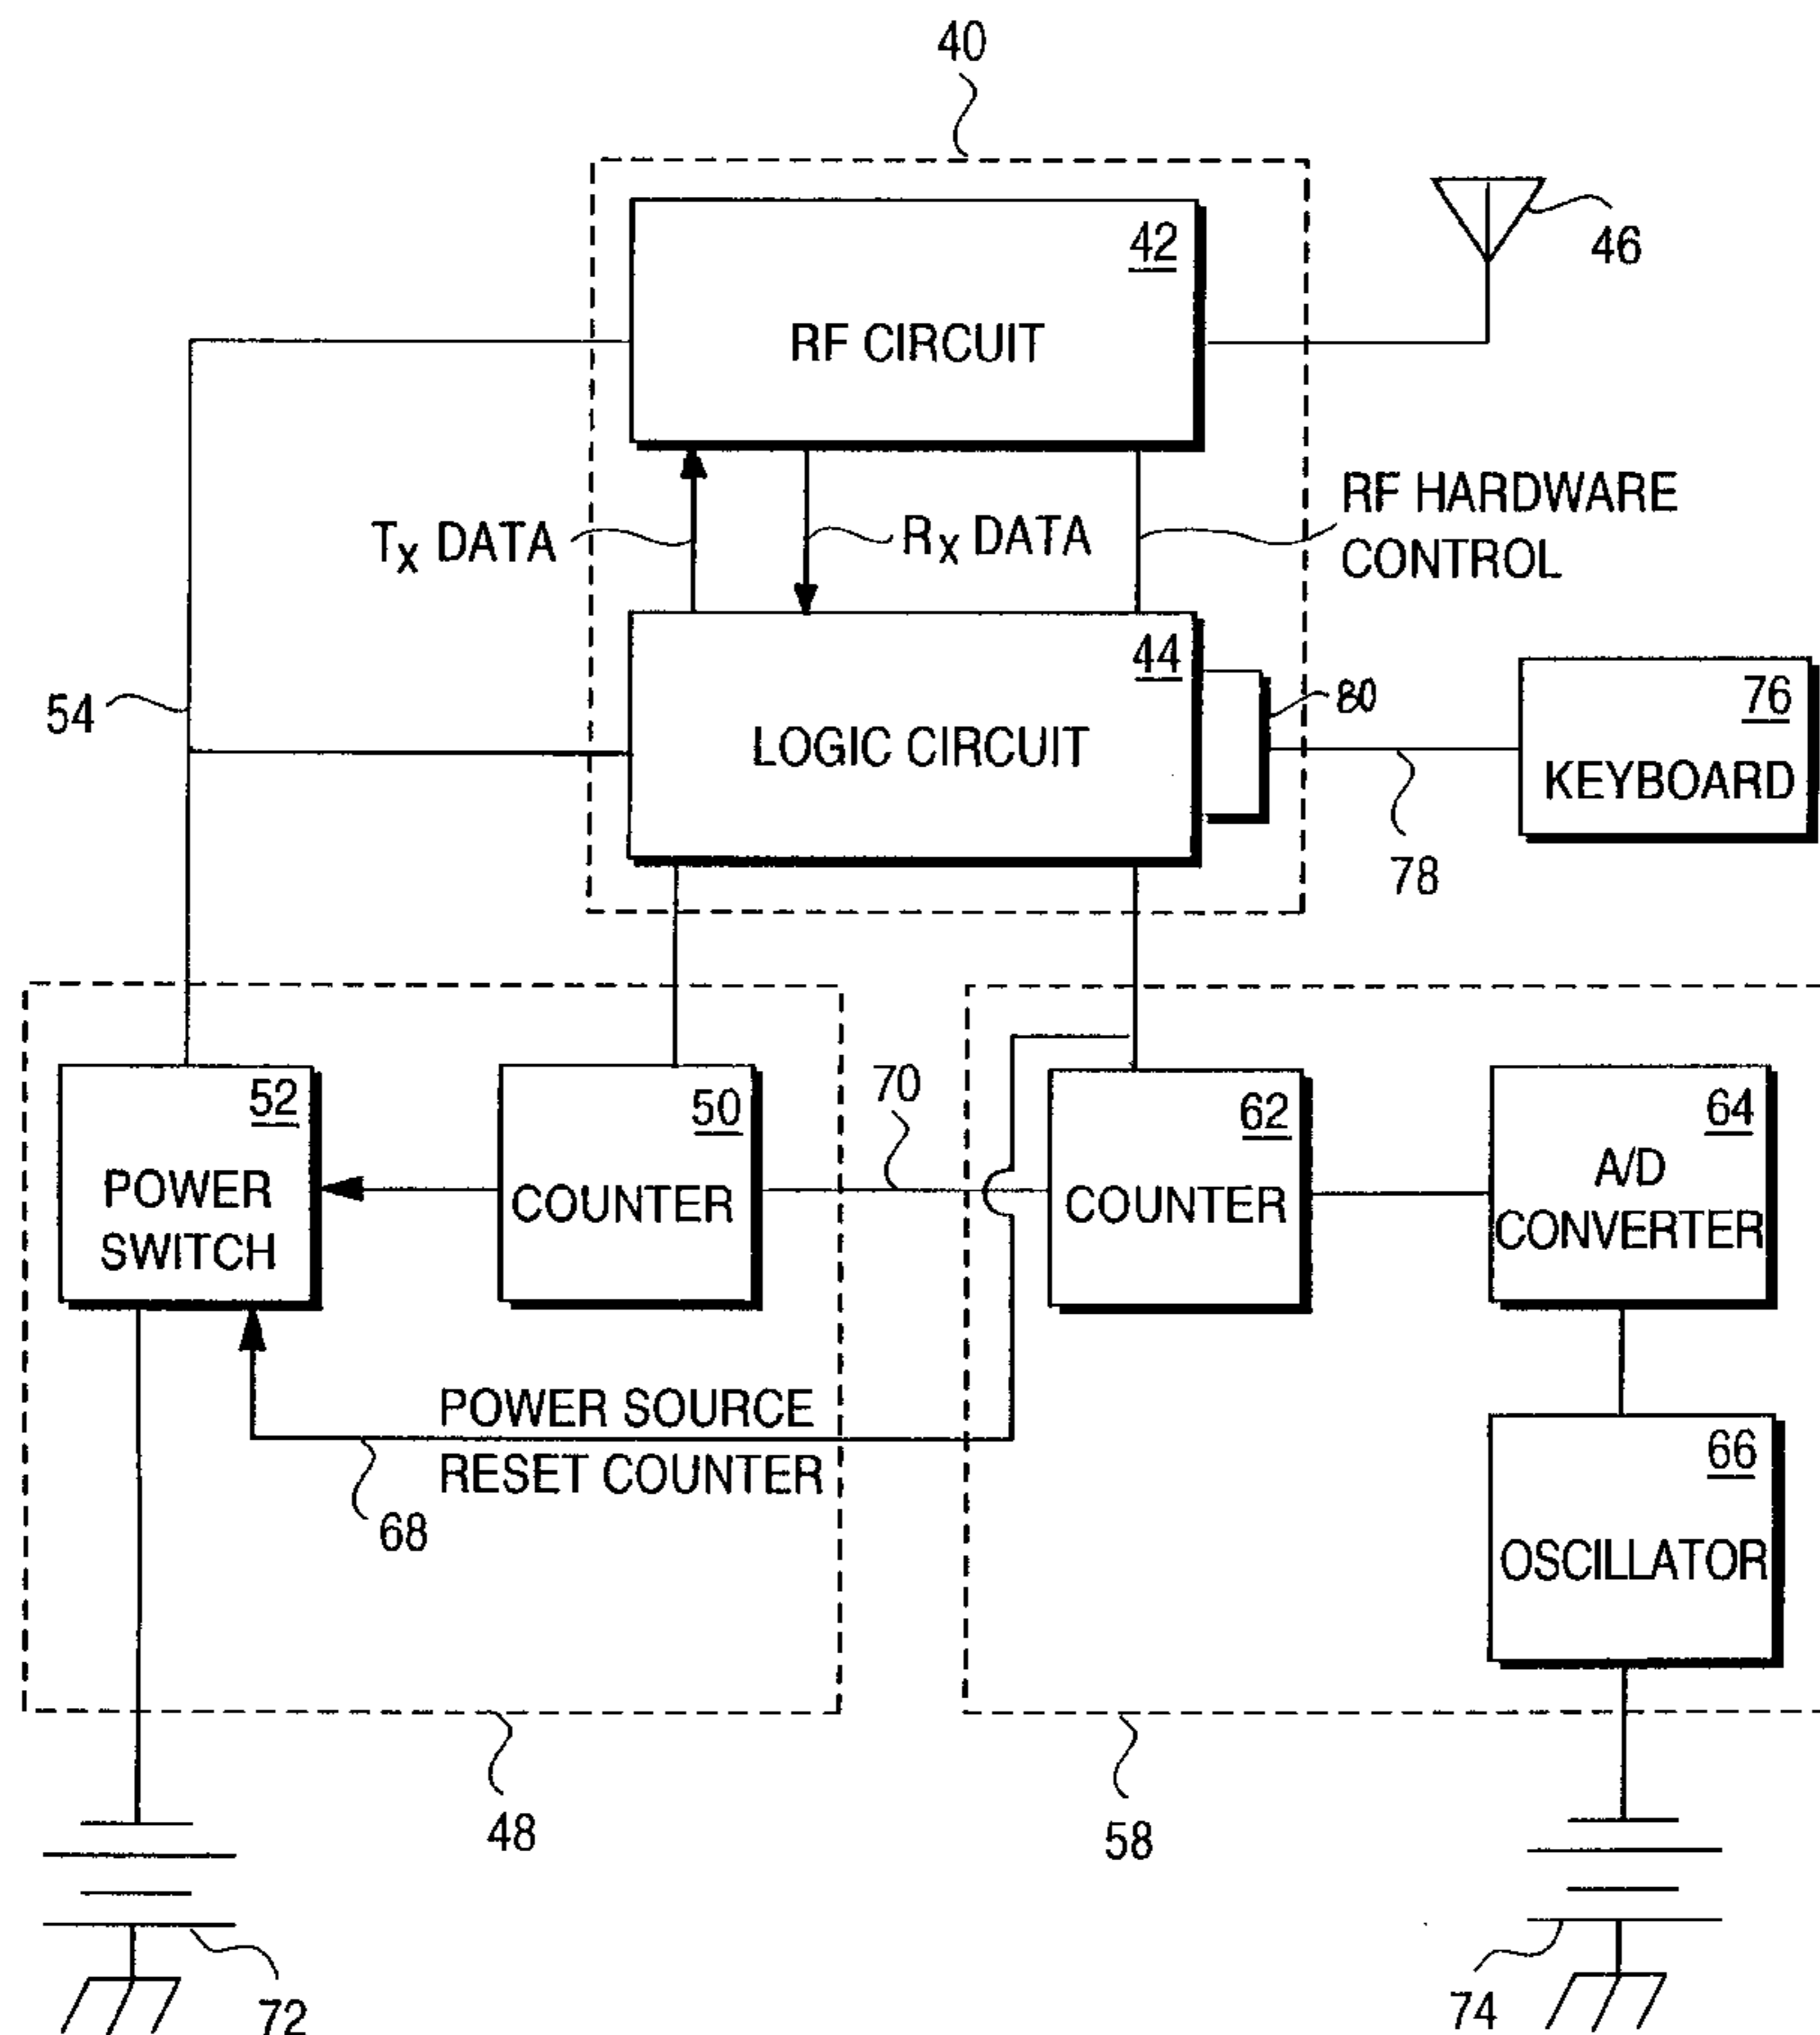 40
42
RF CIRCUIT
46
TX DATA
RX DATA
RF HARDWARE
CONTROL
44
LOGIC CIRCUIT
80
76
KEYBOARD
54
78
52
POWER
SWITCH
50
COUNTER
70
62
COUNTER
64
A/D
CONVERTER
POWER SOURCE
RESET COUNTER
68
66
OSCILLATOR
48
58
72
74